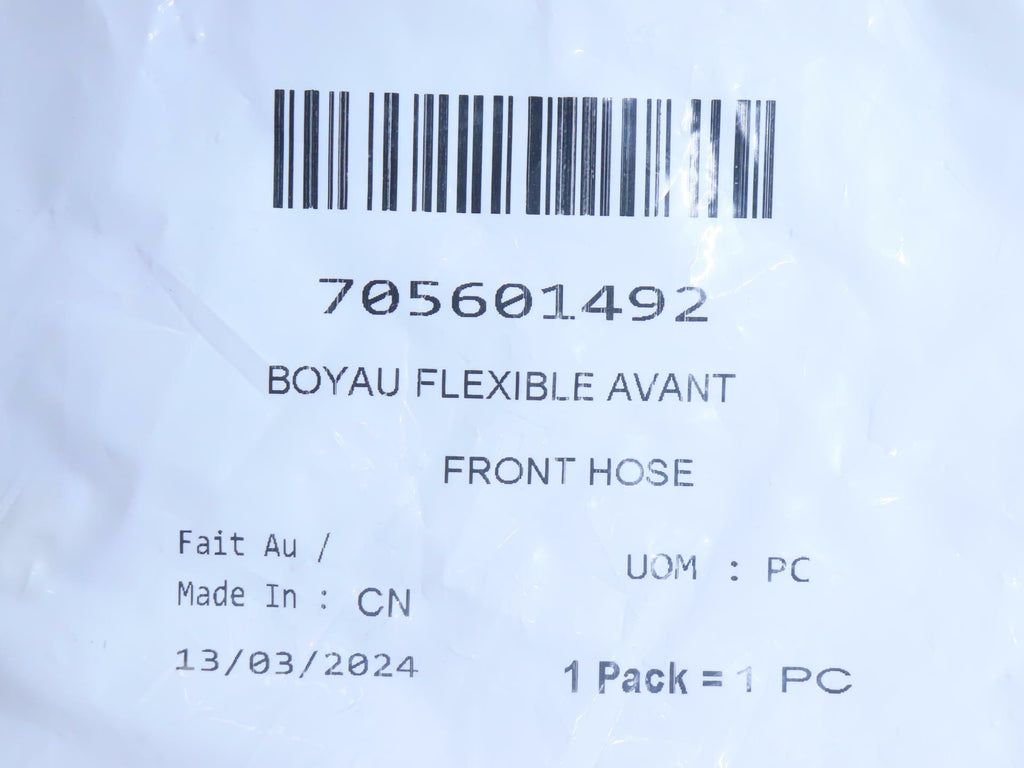 705601492
BOYAU FLEXIBLE AVANT
FRONT HOSE
Fait Au /
Made In : CN
UOM : PC
13/03/2024
1 Pack = 1 PC